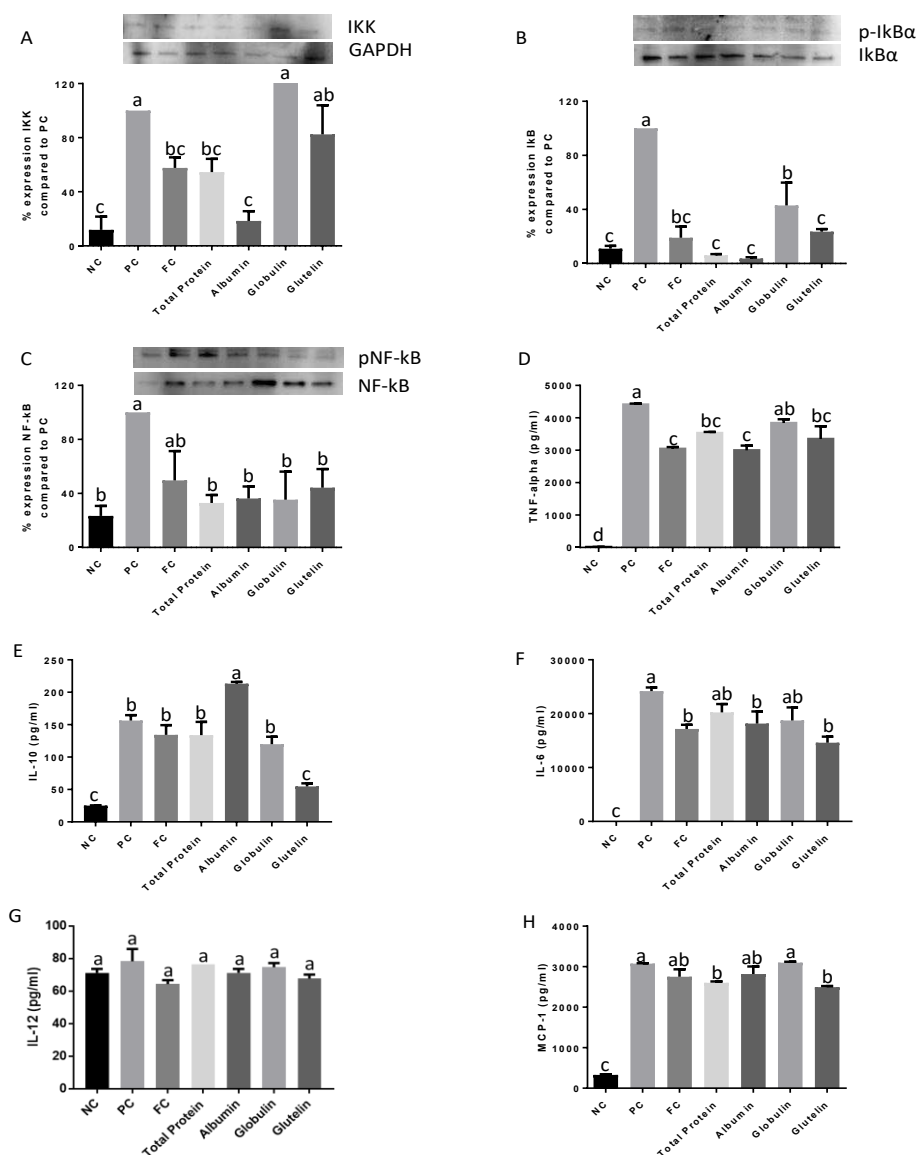 A
IKK
GAPDH
% expression IKK
compared to PC
120
80
40
0
c
a
bc
bc
c
a
ab
NC
PC
FC
Total Protein
Albumin
Globulin
Glutelin
B
p-IkBα
IkBα
% expression IkB
compared to PC
120
80
40
0
c
a
bc
c
c
b
c
NC
PC
FC
Total Protein
Albumin
Globulin
Glutelin
C
pNF-kB
NF-kB
% expression NF-kB
compared to PC
120
80
40
0
b
a
ab
b
b
b
b
NC
PC
FC
Total Protein
Albumin
Globulin
Glutelin
D
TNF-alpha (pg/ml)
5000
4000
3000
2000
1000
0
d
a
c
bc
c
ab
bc
NC
PC
FC
Total Protein
Albumin
Globulin
Glutelin
E
IL-10 (pg/ml)
250
200
150
100
50
0
c
b
b
b
a
b
c
NC
PC
FC
Total Protein
Albumin
Globulin
Glutelin
F
IL-6 (pg/ml)
30000
20000
10000
0
c
a
b
ab
b
ab
b
NC
PC
FC
Total Protein
Albumin
Globulin
Glutelin
G
IL-12 (pg/ml)
100
80
60
40
20
0
a
a
a
a
a
a
a
NC
PC
FC
Total Protein
Albumin
Globulin
Glutelin
H
MCP-1 (pg/ml)
4000
3000
2000
1000
0
c
a
ab
b
ab
a
b
NC
PC
FC
Total Protein
Albumin
Globulin
Glutelin